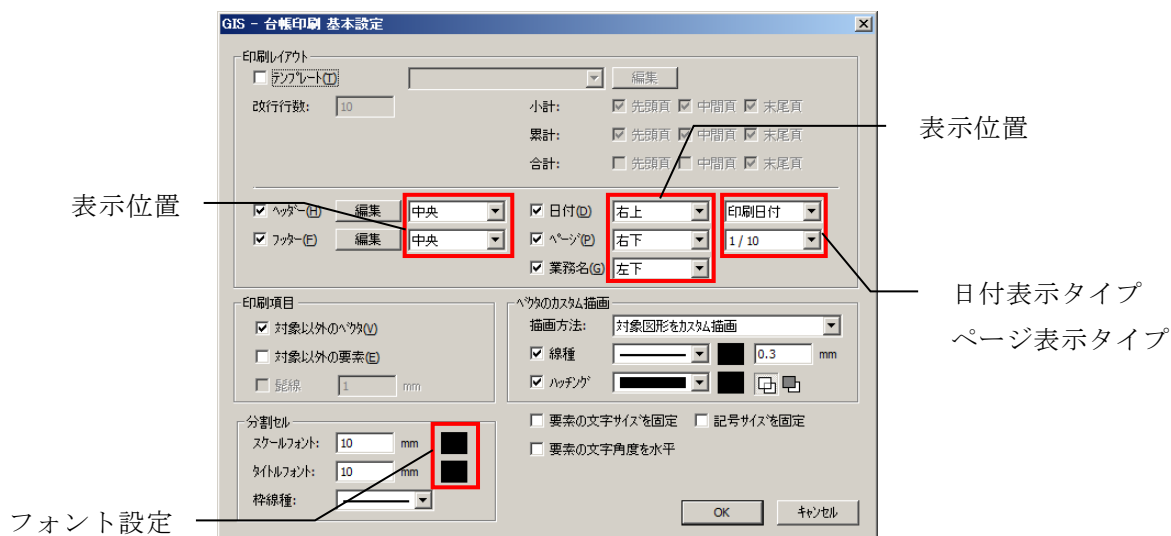 GIS - 台帳印刷 基本設定
印刷レイアウト
テンプレート(T)
編集
改行行数: 10
小計: 先頭頁 中間頁 末尾頁
累計: 先頭頁 中間頁 末尾頁
合計: 先頭頁 中間頁 末尾頁
表示位置
表示位置
ヘッダー(H) 編集 中央 日付(D) 右上 印刷日付
フッター(F) 編集 中央 ページ(P) 右下 1 / 10
業務名(G) 左下
日付表示タイプ
ページ表示タイプ
印刷項目
対象以外のベクタ(V)
対象以外の要素(E)
髭線 1 mm
ベクタのカスタム描画
描画方法: 対象図形をカスタム描画
線種 0.3 mm
ハッチング
分割セル
スケールフォント: 10 mm
タイトルフォント: 10 mm
枠線種:
要素の文字サイズを固定 記号サイズを固定
要素の文字角度を水平
フォント設定
OK キャンセル